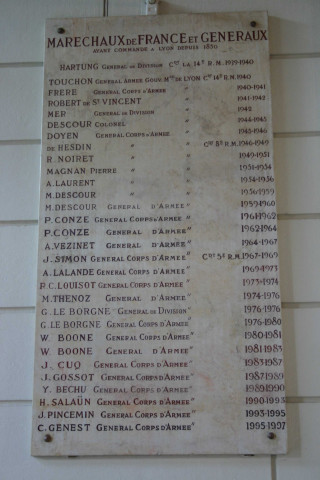 MARECHAUX DE FRANCE ET GENERAUX
AYANT COMMANDE A LYON DEPUIS 1850
HARTUNG GENERAL DE DIVISION 14e R.M. 1939-1940
TOUCHON GENERAL ARMEE GOUV. DE LYON 14e R.M. 1940
FRERE GENERAL CORPS D'ARMEE " 1940-1941
ROBERT DE St VINCENT " " 1941-1942
MER GENERAL DE DIVISION " 1942
DESCOUR COLONEL " 1944-1945
DOYEN GENERAL CORPS D'ARMEE " 1945-1946
DE HESDIN " 8e R.M. 1946-1949
R. NOIRET " " 1949-1951
MAGNAN PIERRE " " 1951-1954
A. LAURENT " " 1954-1956
M. DESCOUR " " 1956-1959
M. DESCOUR GENERAL D'ARMEE " 1959-1960
P. CONZE GENERAL CORPS D'ARMEE " 1961-1962
P. CONZE GENERAL D'ARMEE " 1962-1964
A. VEZINET GENERAL D'ARMEE " 1964-1967
J. SIMON GENERAL CORPS D'ARMEE " 5e R.M. 1967-1969
A. LALANDE GENERAL CORPS D'ARMEE " 1969-1973
P.C. LOUISOT GENERAL CORPS D'ARMEE " 1973-1974
M. THENOZ GENERAL D'ARMEE " 1974-1976
G. LE BORGNE GENERAL DE DIVISION " 1976-1976
G. LE BORGNE GENERAL CORPS D'ARMEE " 1976-1980
W. BOONE GENERAL CORPS D'ARMEE " 1980-1981
W. BOONE GENERAL D'ARMEE " 1981-1983
J. CUQ GENERAL CORPS D'ARMEE " 1983-1987
J. GOSSOT GENERAL CORPS D'ARMEE " 1987-1989
Y. BECHU GENERAL CORPS D'ARMEE " 1989-1990
H. SALAÜN GENERAL CORPS D'ARMEE " 1990-1993
J. PINCEMIN GENERAL CORPS D'ARMEE " 1993-1995
C. GENEST GENERAL CORPS D'ARMEE " 1995-1997